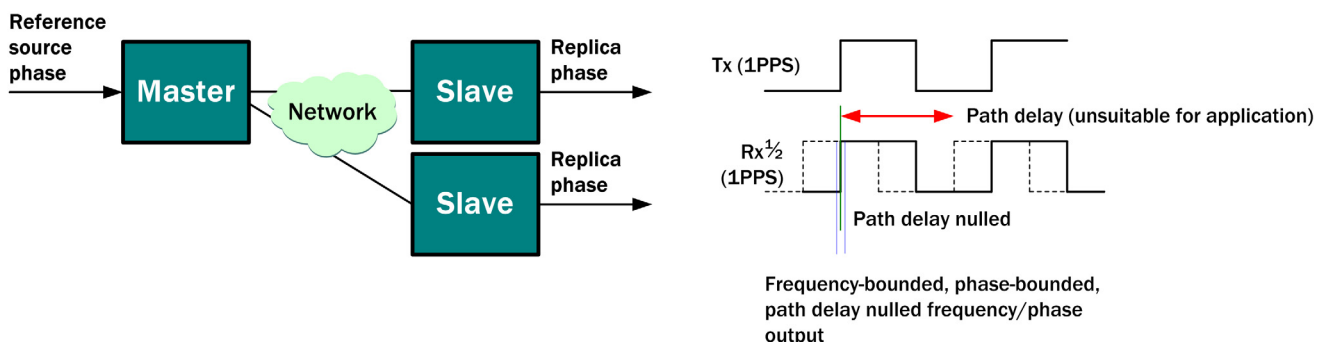 Reference
source
phase
Master
Network
Slave
Replica
phase
Slave
Replica
phase
Tx (1PPS)
Path delay (unsuitable for application)
Rx½
(1PPS)
Path delay nulled
Frequency-bounded, phase-bounded,
path delay nulled frequency/phase
output